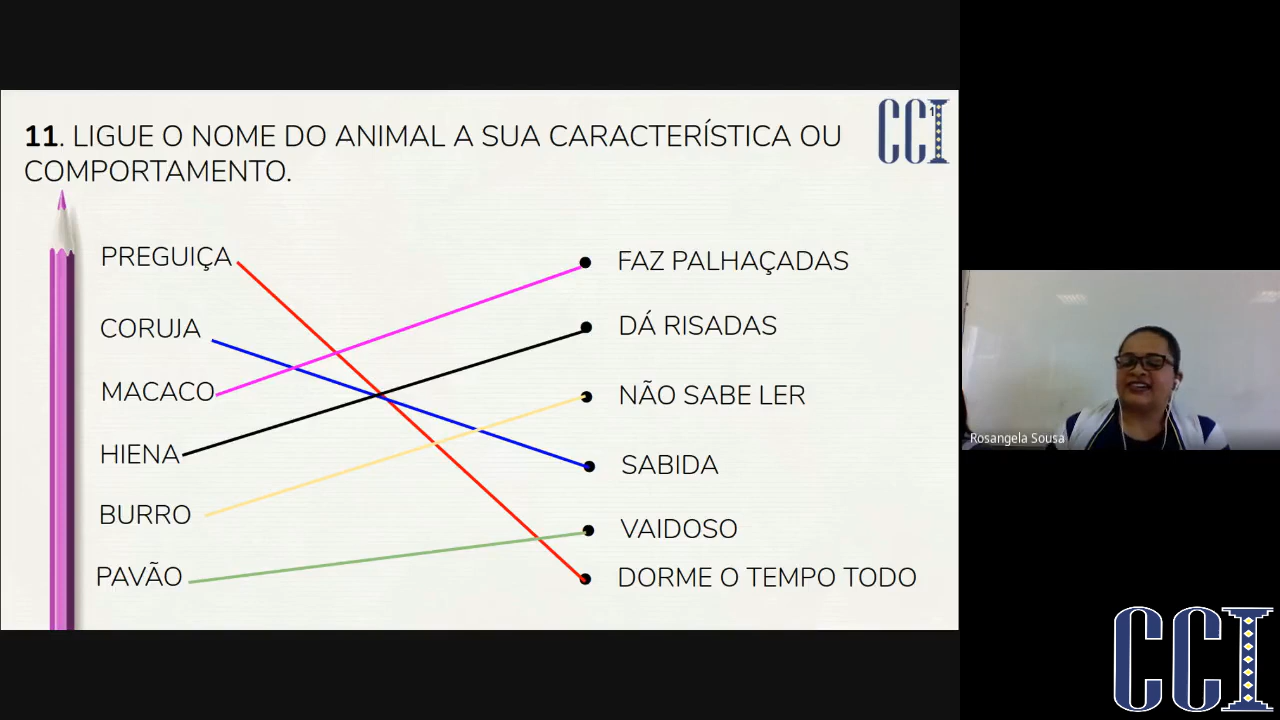 11. LIGUE O NOME DO ANIMAL A SUA CARACTERÍSTICA OU
COMPORTAMENTO.
CCI
1
PREGUIÇA
FAZ PALHAÇADAS
CORUJA
DÁ RISADAS
MACACO
NÃO SABE LER
HIENA
SABIDA
BURRO
VAIDOSO
PAVÃO
DORME O TEMPO TODO
Rosangela Sousa
CCI